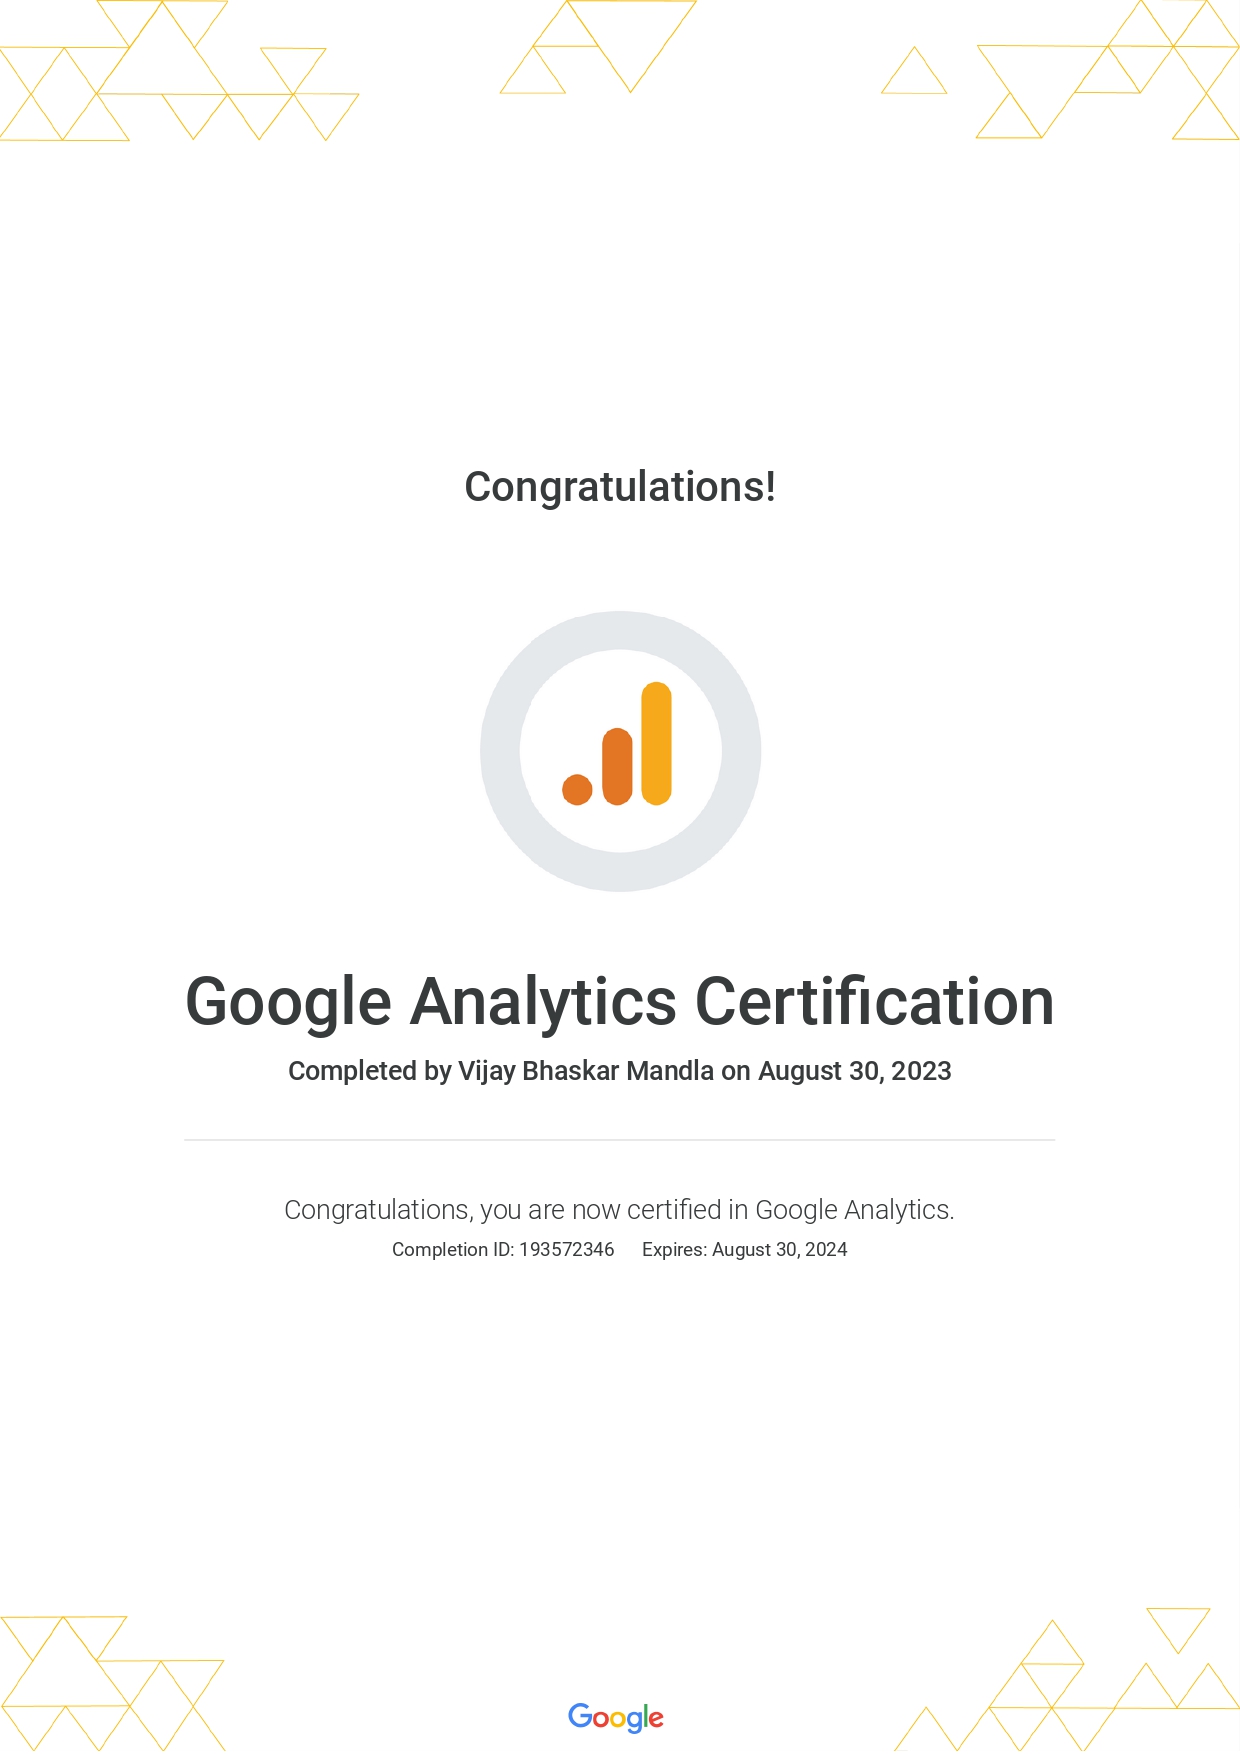 Congratulations!
Google Analytics Certification
Completed by Vijay Bhaskar Mandla on August 30, 2023
Congratulations, you are now certified in Google Analytics.
Completion ID: 193572346 Expires: August 30, 2024
Google